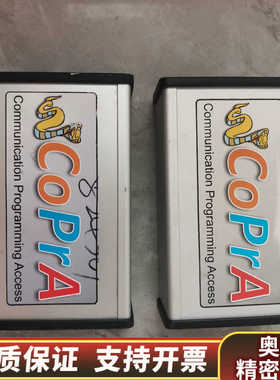 CoPrA
Communication Programming Access
CoPrA
Communication Programming Access
奥
质保证 支持开票
精密